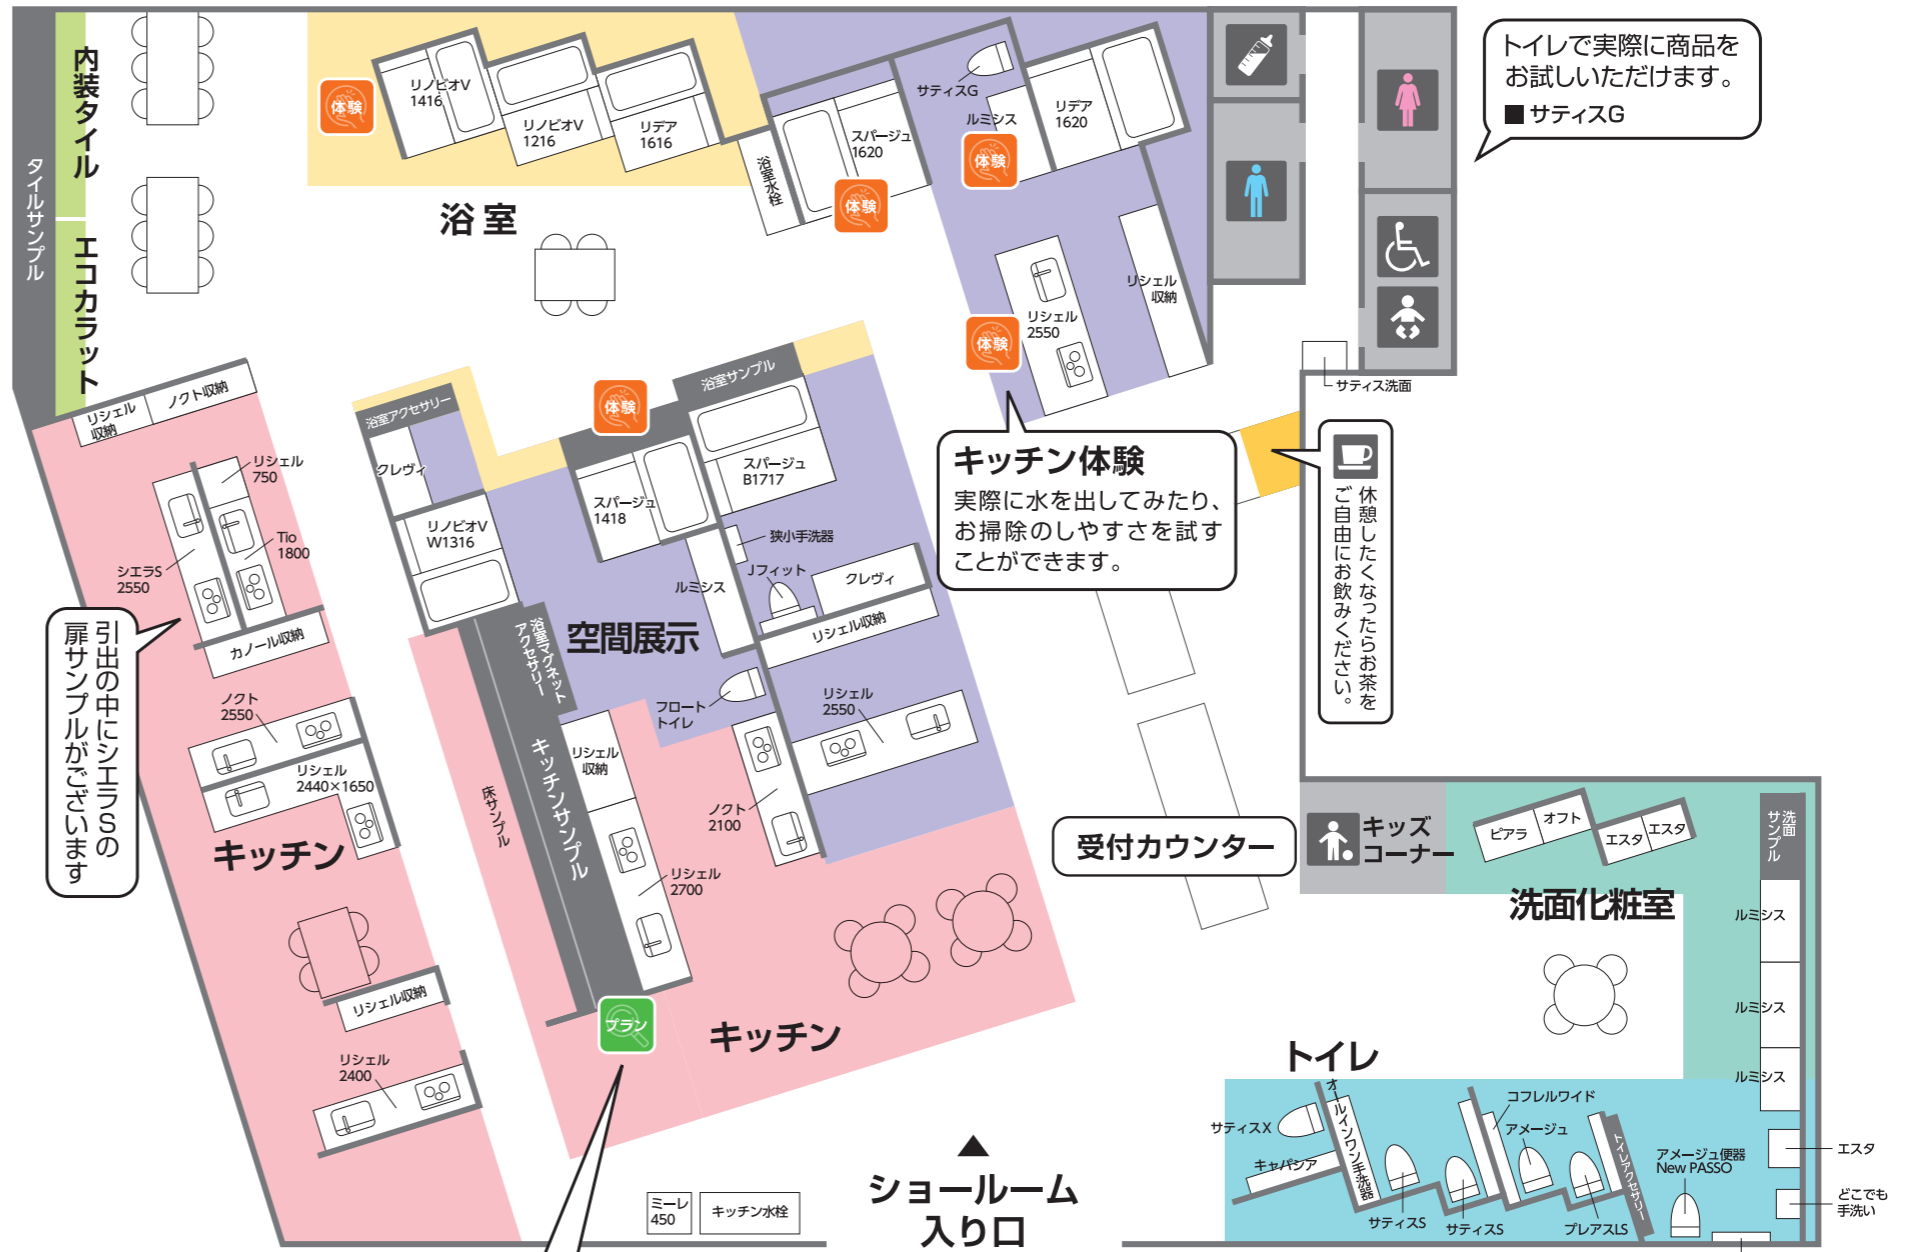 内装タイル
エコカラット
タイルサンプル
体験
リノビオV
1416
リノビオV
1216
リデア
1616
浴室
浴室水栓
スパージュ
1620
体験
サティスG
ルミシス
体験
リデア
1620
トイレで実際に商品を
お試しいただけます。
■ サティスG
リシェル
2550
リシェル
収納
体験
サティス洗面
キッチン体験
実際に水を出してみたり、
お掃除のしやすさを試す
ことができます。
休憩したくなったらお茶を
ご自由にお飲みください。
リシェル
収納
ノクト収納
リシェル
750
Tio
1800
シエラS
2550
カノール収納
引出の中にシエラSの
扉サンプルがございます
ノクト
2550
リシェル
2440×1650
キッチン
リシェル収納
リシェル
2400
浴室アクセサリー
クレヴィ
リノビオV
W1316
体験
浴室サンプル
スパージュ
1418
スパージュ
B1717
狭小手洗器
Jフィット
クレヴィ
ルミシス
リシェル収納
空間展示
浴室マグネット
アクセサリー
フロート
トイレ
リシェル
2550
リシェル
収納
キッチンサンプル
床サンプル
ノクト
2100
リシェル
2700
プラン
キッチン
受付カウンター
キッズ
コーナー
ピアラ
オフト
エスタ
エスタ
洗面
サンプル
洗面化粧室
ルミシス
ルミシス
ルミシス
トイレ
サティスX
キャパシア
オールインワン手洗器
サティスS
サティスS
コフレルワイド
アメージュ
プレアスLS
トイレアクセサリー
アメージュ便器
New PASSO
エスタ
どこでも
手洗い
ミーレ
450
キッチン水栓
▲
ショールーム
入り口